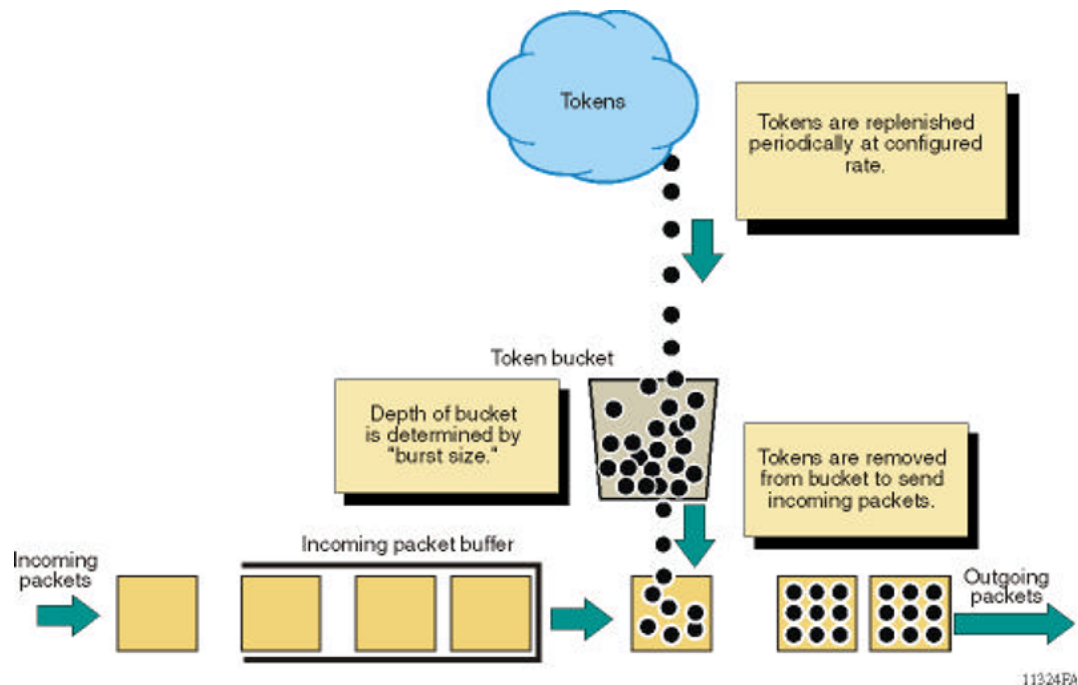 Tokens
Tokens are replenished
periodically at configured
rate.
Token bucket
Depth of bucket
is determined by
"burst size."
Tokens are removed
from bucket to send
incoming packets.
Incoming
packets
Incoming packet buffer
Outgoing
packets
11324FA